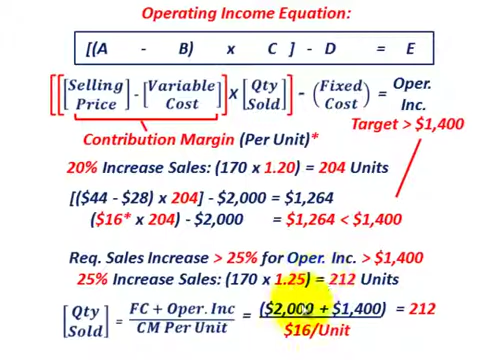 Operating Income Equation:
[(A - B) x C ] - D = E
[[[Selling Price] - [Variable Cost]] X [Qty Sold]] - (Fixed Cost) = Oper. Inc.
Contribution Margin (Per Unit)*
Target > $1,400
20% Increase Sales: (170 x 1.20) = 204 Units
[($44 - $28) x 204] - $2,000 = $1,264
($16* x 204) - $2,000 = $1,264 < $1,400
Req. Sales Increase > 25% for Oper. Inc. > $1,400
25% Increase Sales: (170 x 1.25) = 212 Units
[Qty Sold] = FC + Oper. Inc / CM Per Unit = ($2,000 + $1,400) / $16/Unit = 212